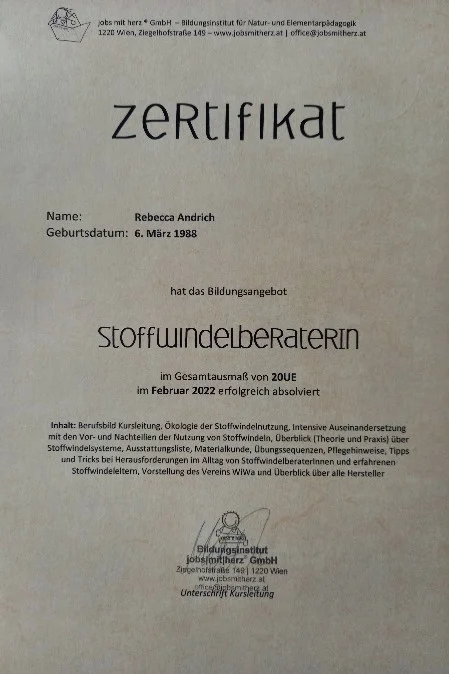 jobs mit herz ® GmbH – Bildungsinstitut für Natur- und Elementarpädagogik
1220 Wien, Ziegelhofstraße 149 – www.jobsmitherz.at | office@jobsmitherz.at
Zertifikat
Name: Rebecca Andrich
Geburtsdatum: 6. März 1988
hat das Bildungsangebot
Stoffwindelberaterin
im Gesamtausmaß von 20UE
im Februar 2022 erfolgreich absolviert
Inhalt: Berufsbild Kursleitung, Ökologie der Stoffwindelnutzung, Intensive Auseinandersetzung
mit den Vor- und Nachteilen der Nutzung von Stoffwindeln, Überblick (Theorie und Praxis) über
Stoffwindelsysteme, Ausstattungsliste, Materialkunde, Übungssequenzen, Pflegehinweise, Tipps
und Tricks bei Herausforderungen im Alltag von StoffwindelberaterInnen und erfahrenen
Stoffwindeleltern, Vorstellung des Vereins WiWa und Überblick über alle Hersteller
Bildungsinstitut
jobs|mit|herz® GmbH
Ziegelhofstraße 149 | 1220 Wien
www.jobsmitherz.at
office@jobsmitherz.at
Unterschrift Kursleitung